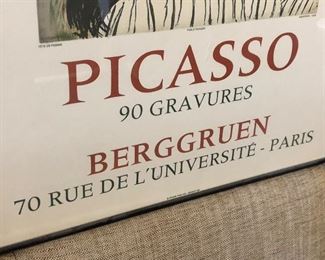 PICASSO
90 GRAVURES
BERGGRUEN
70 RUE DE L'UNIVERSITÉ - PARIS